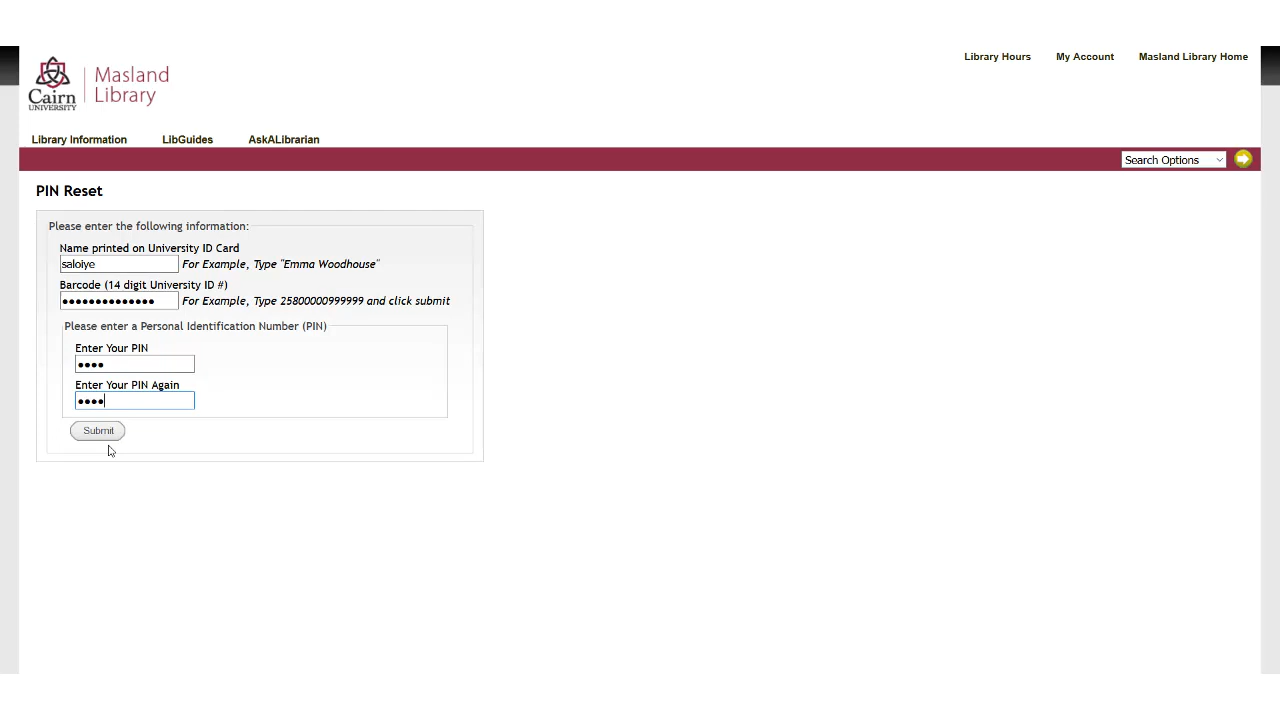 Library Hours My Account Masland Library Home
Cairn
UNIVERSITY
Masland
Library
Library Information LibGuides AskALibrarian
Search Options
PIN Reset
Please enter the following information:
Name printed on University ID Card
saloiye For Example, Type "Emma Woodhouse"
Barcode (14 digit University ID #)
•••••••••••••• For Example, Type 25800000999999 and click submit
Please enter a Personal Identification Number (PIN)
Enter Your PIN
••••
Enter Your PIN Again
••••
Submit